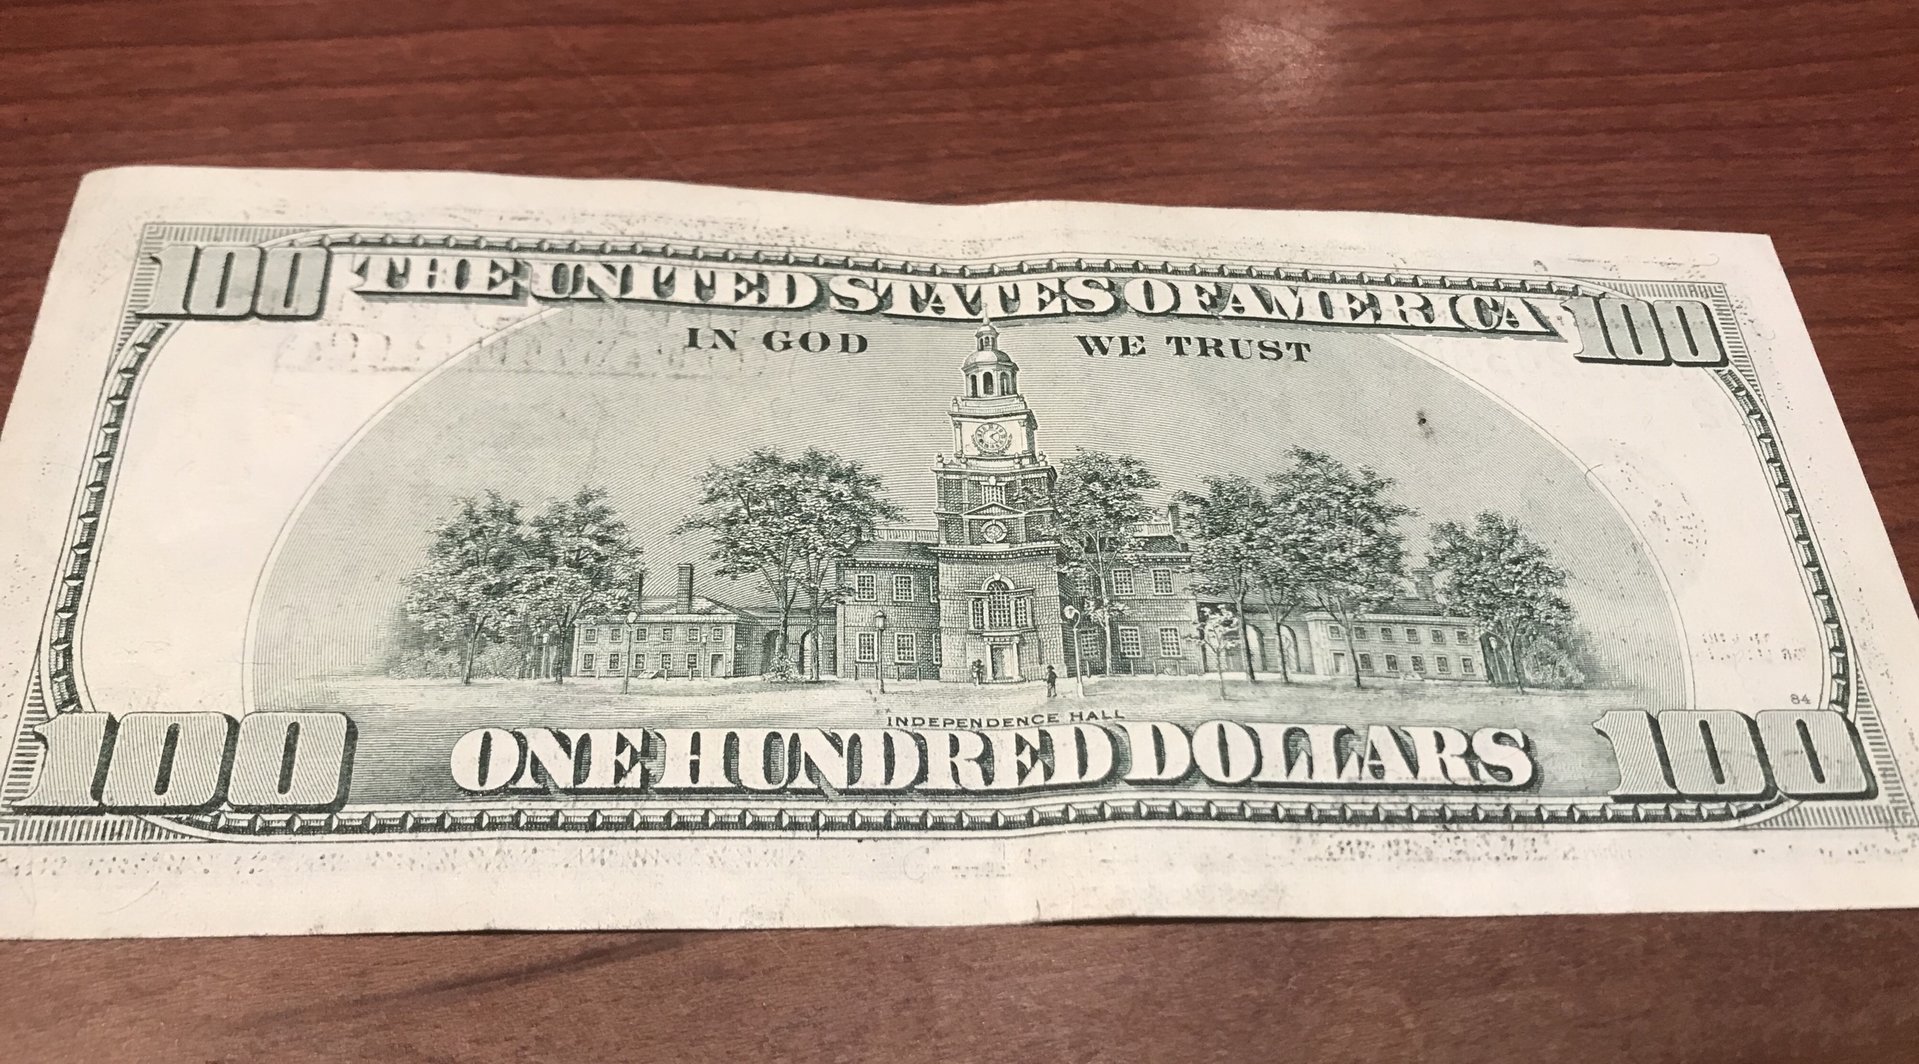 100 THE UNITED STATES OF AMERICA 100
IN GOD WE TRUST
84
INDEPENDENCE HALL
100 ONE HUNDRED DOLLARS 100